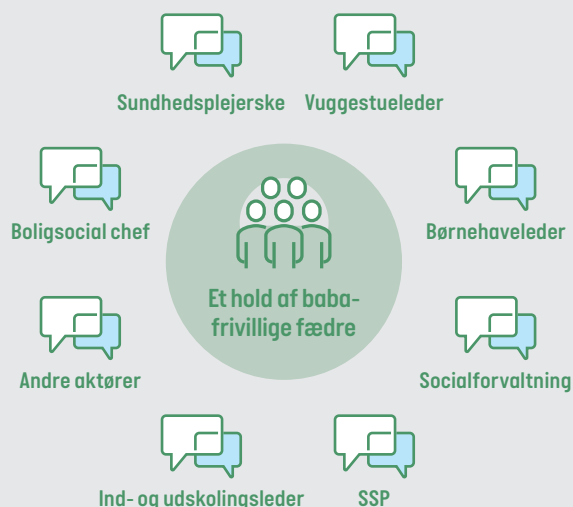 Sundhedsplejerske
Vuggestueleder
Boligsocial chef
Børnehaveleder
Et hold af baba-
frivillige fædre
Andre aktører
Socialforvaltning
Ind- og udskolingsleder
SSP